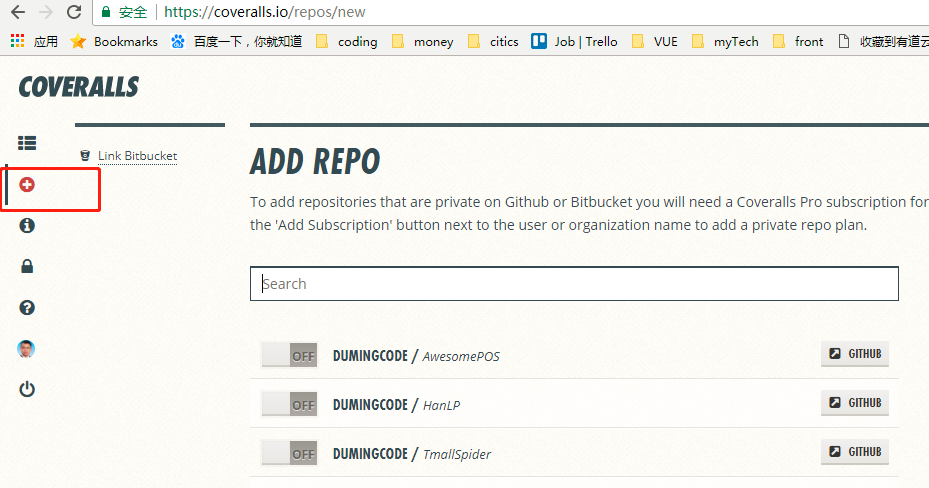 安全 https://coveralls.io/repos/new
应用 Bookmarks 百度一下，你就知道 coding money citics Job | Trello VUE myTech front 收藏到有道云
COVERALLS
Link Bitbucket
ADD REPO
To add repositories that are private on Github or Bitbucket you will need a Coveralls Pro subscription for
the 'Add Subscription' button next to the user or organization name to add a private repo plan.
Search
OFF DUMINGCODE / AwesomePOS GITHUB
OFF DUMINGCODE / HanLP GITHUB
OFF DUMINGCODE / TmallSpider GITHUB